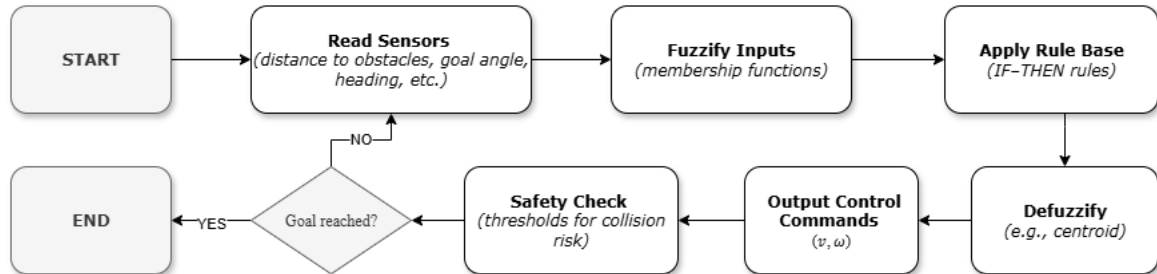 START
Read Sensors
(distance to obstacles, goal angle,
heading, etc.)
Fuzzify Inputs
(membership functions)
Apply Rule Base
(IF–THEN rules)
NO
END
YES
Goal reached?
Safety Check
(thresholds for collision
risk)
Output Control
Commands
(v, ω)
Defuzzify
(e.g., centroid)